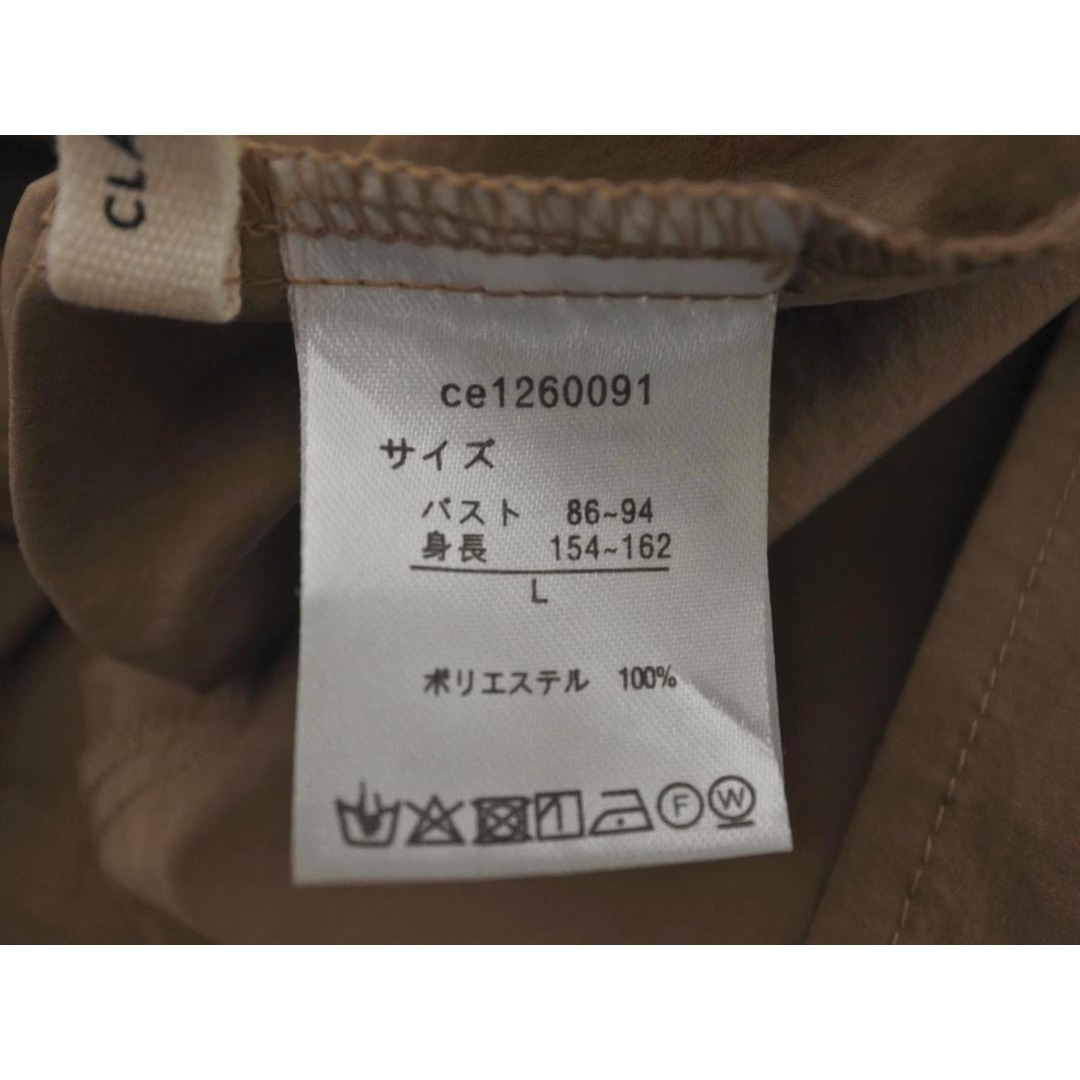 CLA
ce1260091
サイズ
バスト 86~94
身長 154~162
L
ポリエステル 100%
F W